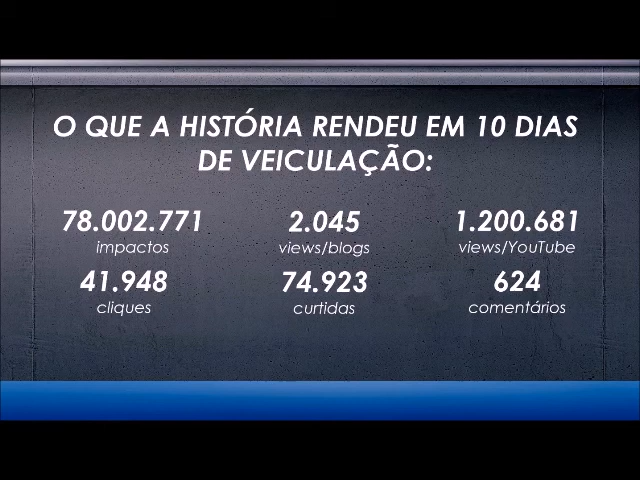 O QUE A HISTÓRIA RENDEU EM 10 DIAS
DE VEICULAÇÃO:
78.002.771 2.045 1.200.681
impactos views/blogs views/YouTube
41.948 74.923 624
cliques curtidas comentários